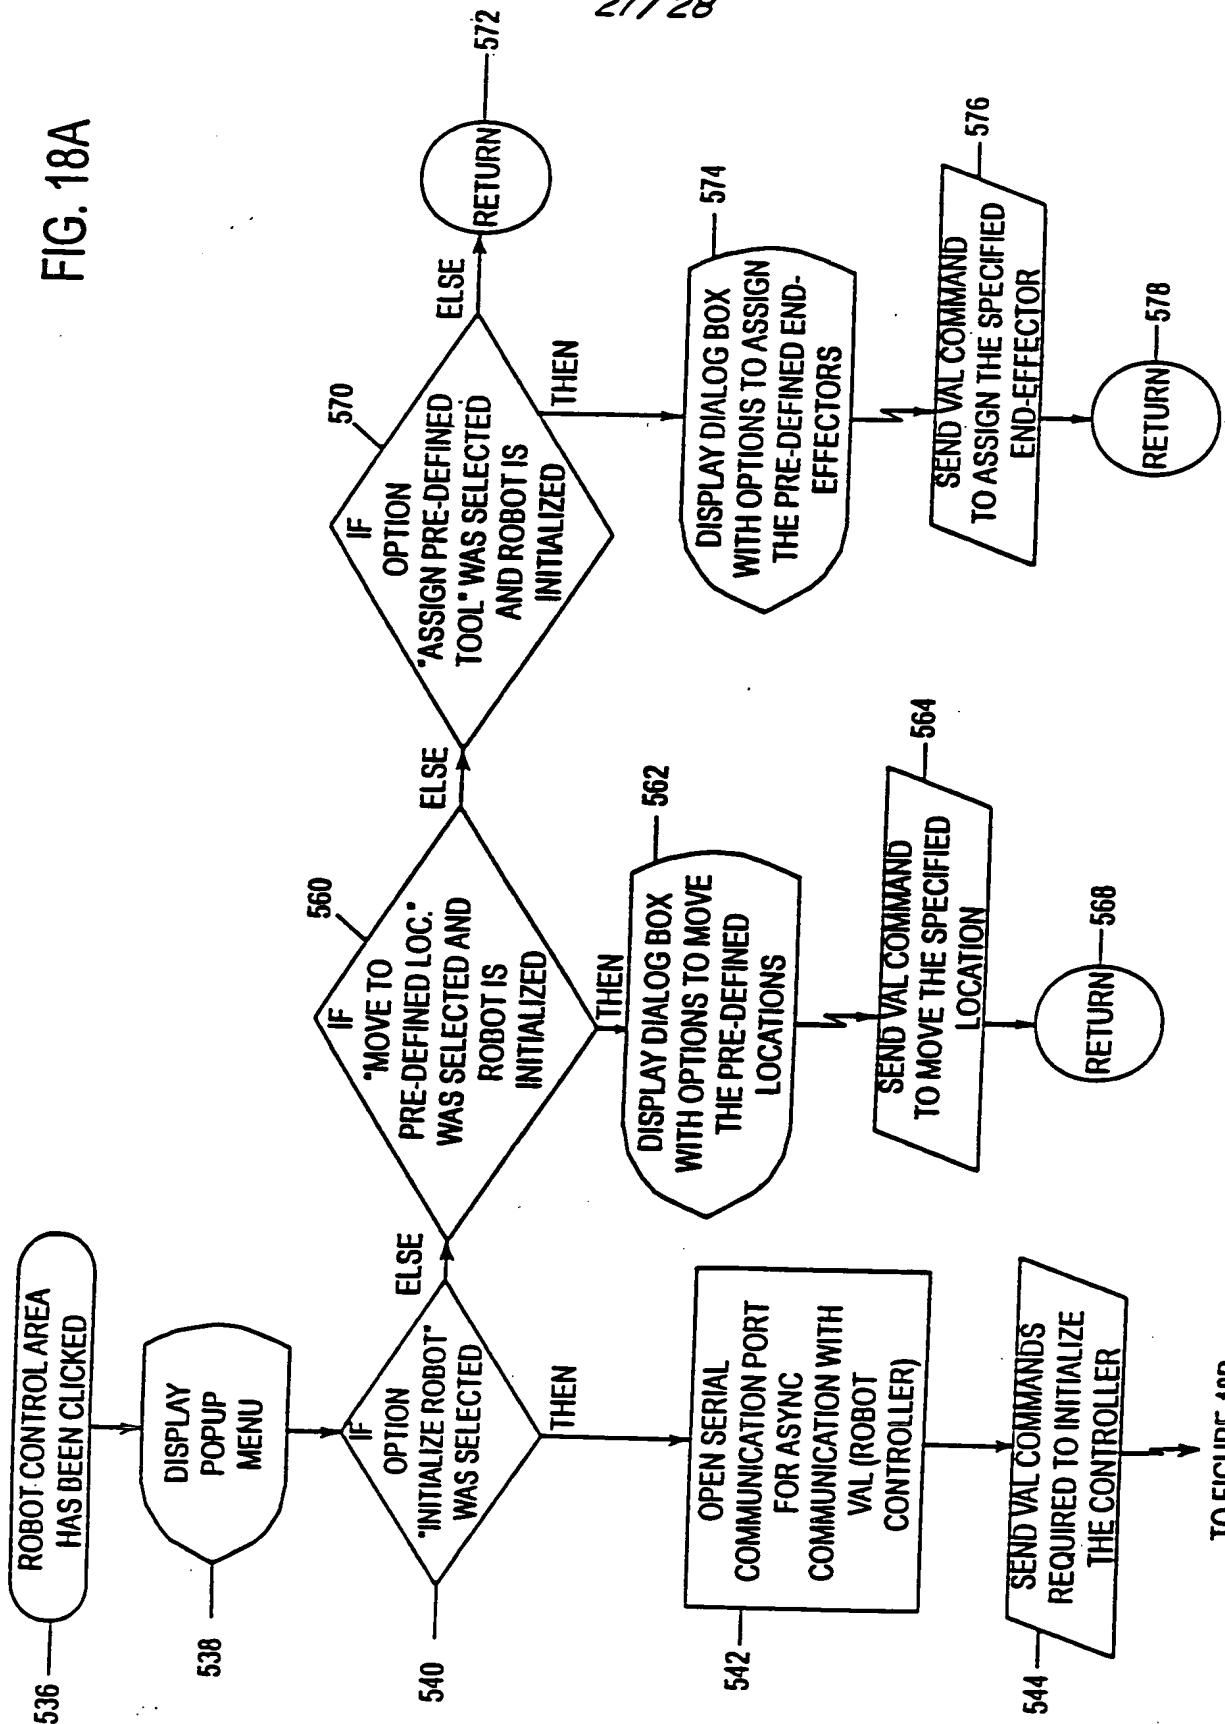 27/28
FIG. 18A
536
ROBOT CONTROL AREA
HAS BEEN CLICKED
538
DISPLAY
POPUP
MENU
540
IF
OPTION
"INITIALIZE ROBOT"
WAS SELECTED
ELSE
THEN
542
OPEN SERIAL
COMMUNICATION PORT
FOR ASYNC
COMMUNICATION WITH
VAL (ROBOT
CONTROLLER)
544
SEND VAL COMMANDS
REQUIRED TO INITIALIZE
THE CONTROLLER
560
IF
"MOVE TO
PRE-DEFINED LOC."
WAS SELECTED AND
ROBOT IS
INITIALIZED
ELSE
THEN
562
DISPLAY DIALOG BOX
WITH OPTIONS TO MOVE
THE PRE-DEFINED
LOCATIONS
564
SEND VAL COMMAND
TO MOVE THE SPECIFIED
LOCATION
RETURN
568
570
IF
OPTION
"ASSIGN PRE-DEFINED
TOOL" WAS SELECTED
AND ROBOT IS
INITIALIZED
ELSE
RETURN
572
THEN
574
DISPLAY DIALOG BOX
WITH OPTIONS TO ASSIGN
THE PRE-DEFINED END-
EFFECTORS
576
SEND VAL COMMAND
TO ASSIGN THE SPECIFIED
END-EFFECTOR
RETURN
578
TO FIGURE